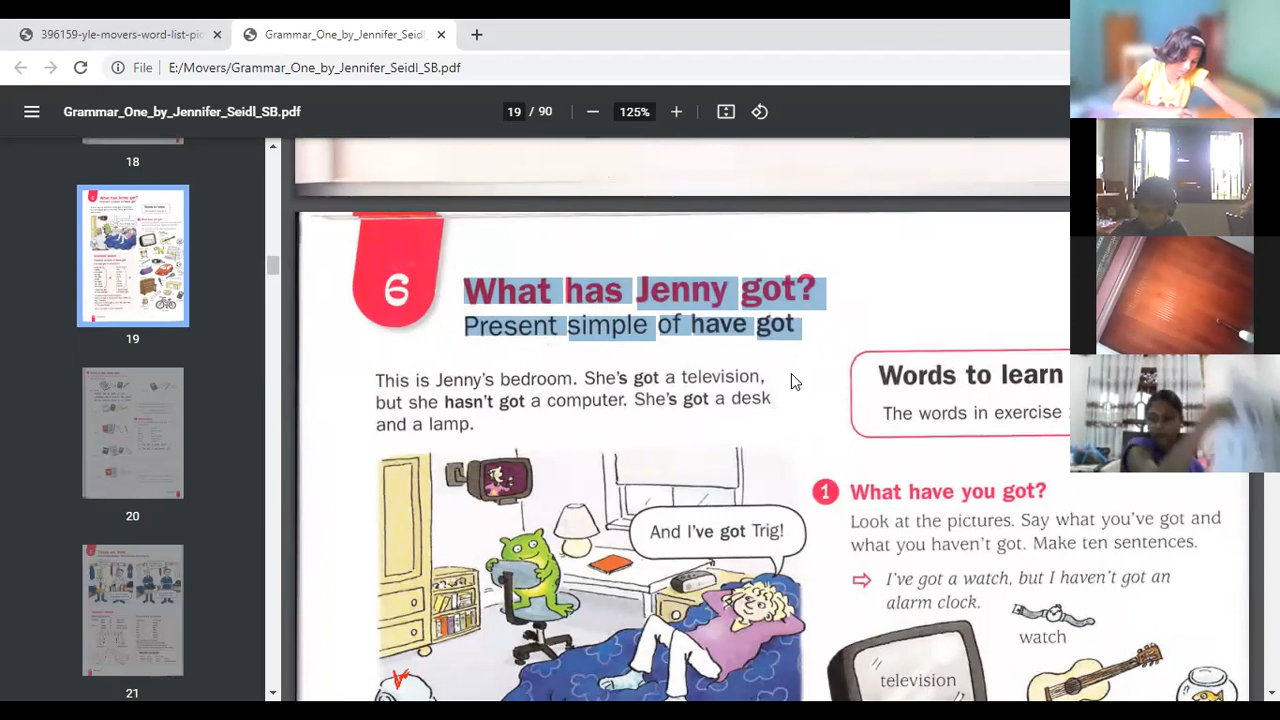 396159-yle-movers-word-list-pic
Grammar_One_by_Jennifer_Seidl_
File E:/Movers/Grammar_One_by_Jennifer_Seidl_SB.pdf
Grammar_One_by_Jennifer_Seidl_SB.pdf
19 / 90
125%
18
19
20
21
6
What has Jenny got?
Present simple of have got
This is Jenny's bedroom. She's got a television,
but she hasn't got a computer. She's got a desk
and a lamp.
And I've got Trig!
Words to learn
The words in exercise
1 What have you got?
Look at the pictures. Say what you've got and
what you haven't got. Make ten sentences.
I've got a watch, but I haven't got an
alarm clock.
watch
television